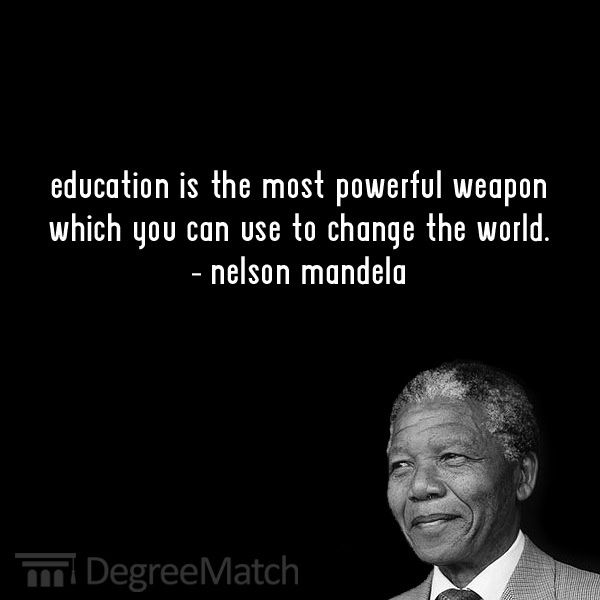 education is the most powerful weapon
which you can use to change the world.
- nelson mandela
DegreeMatch